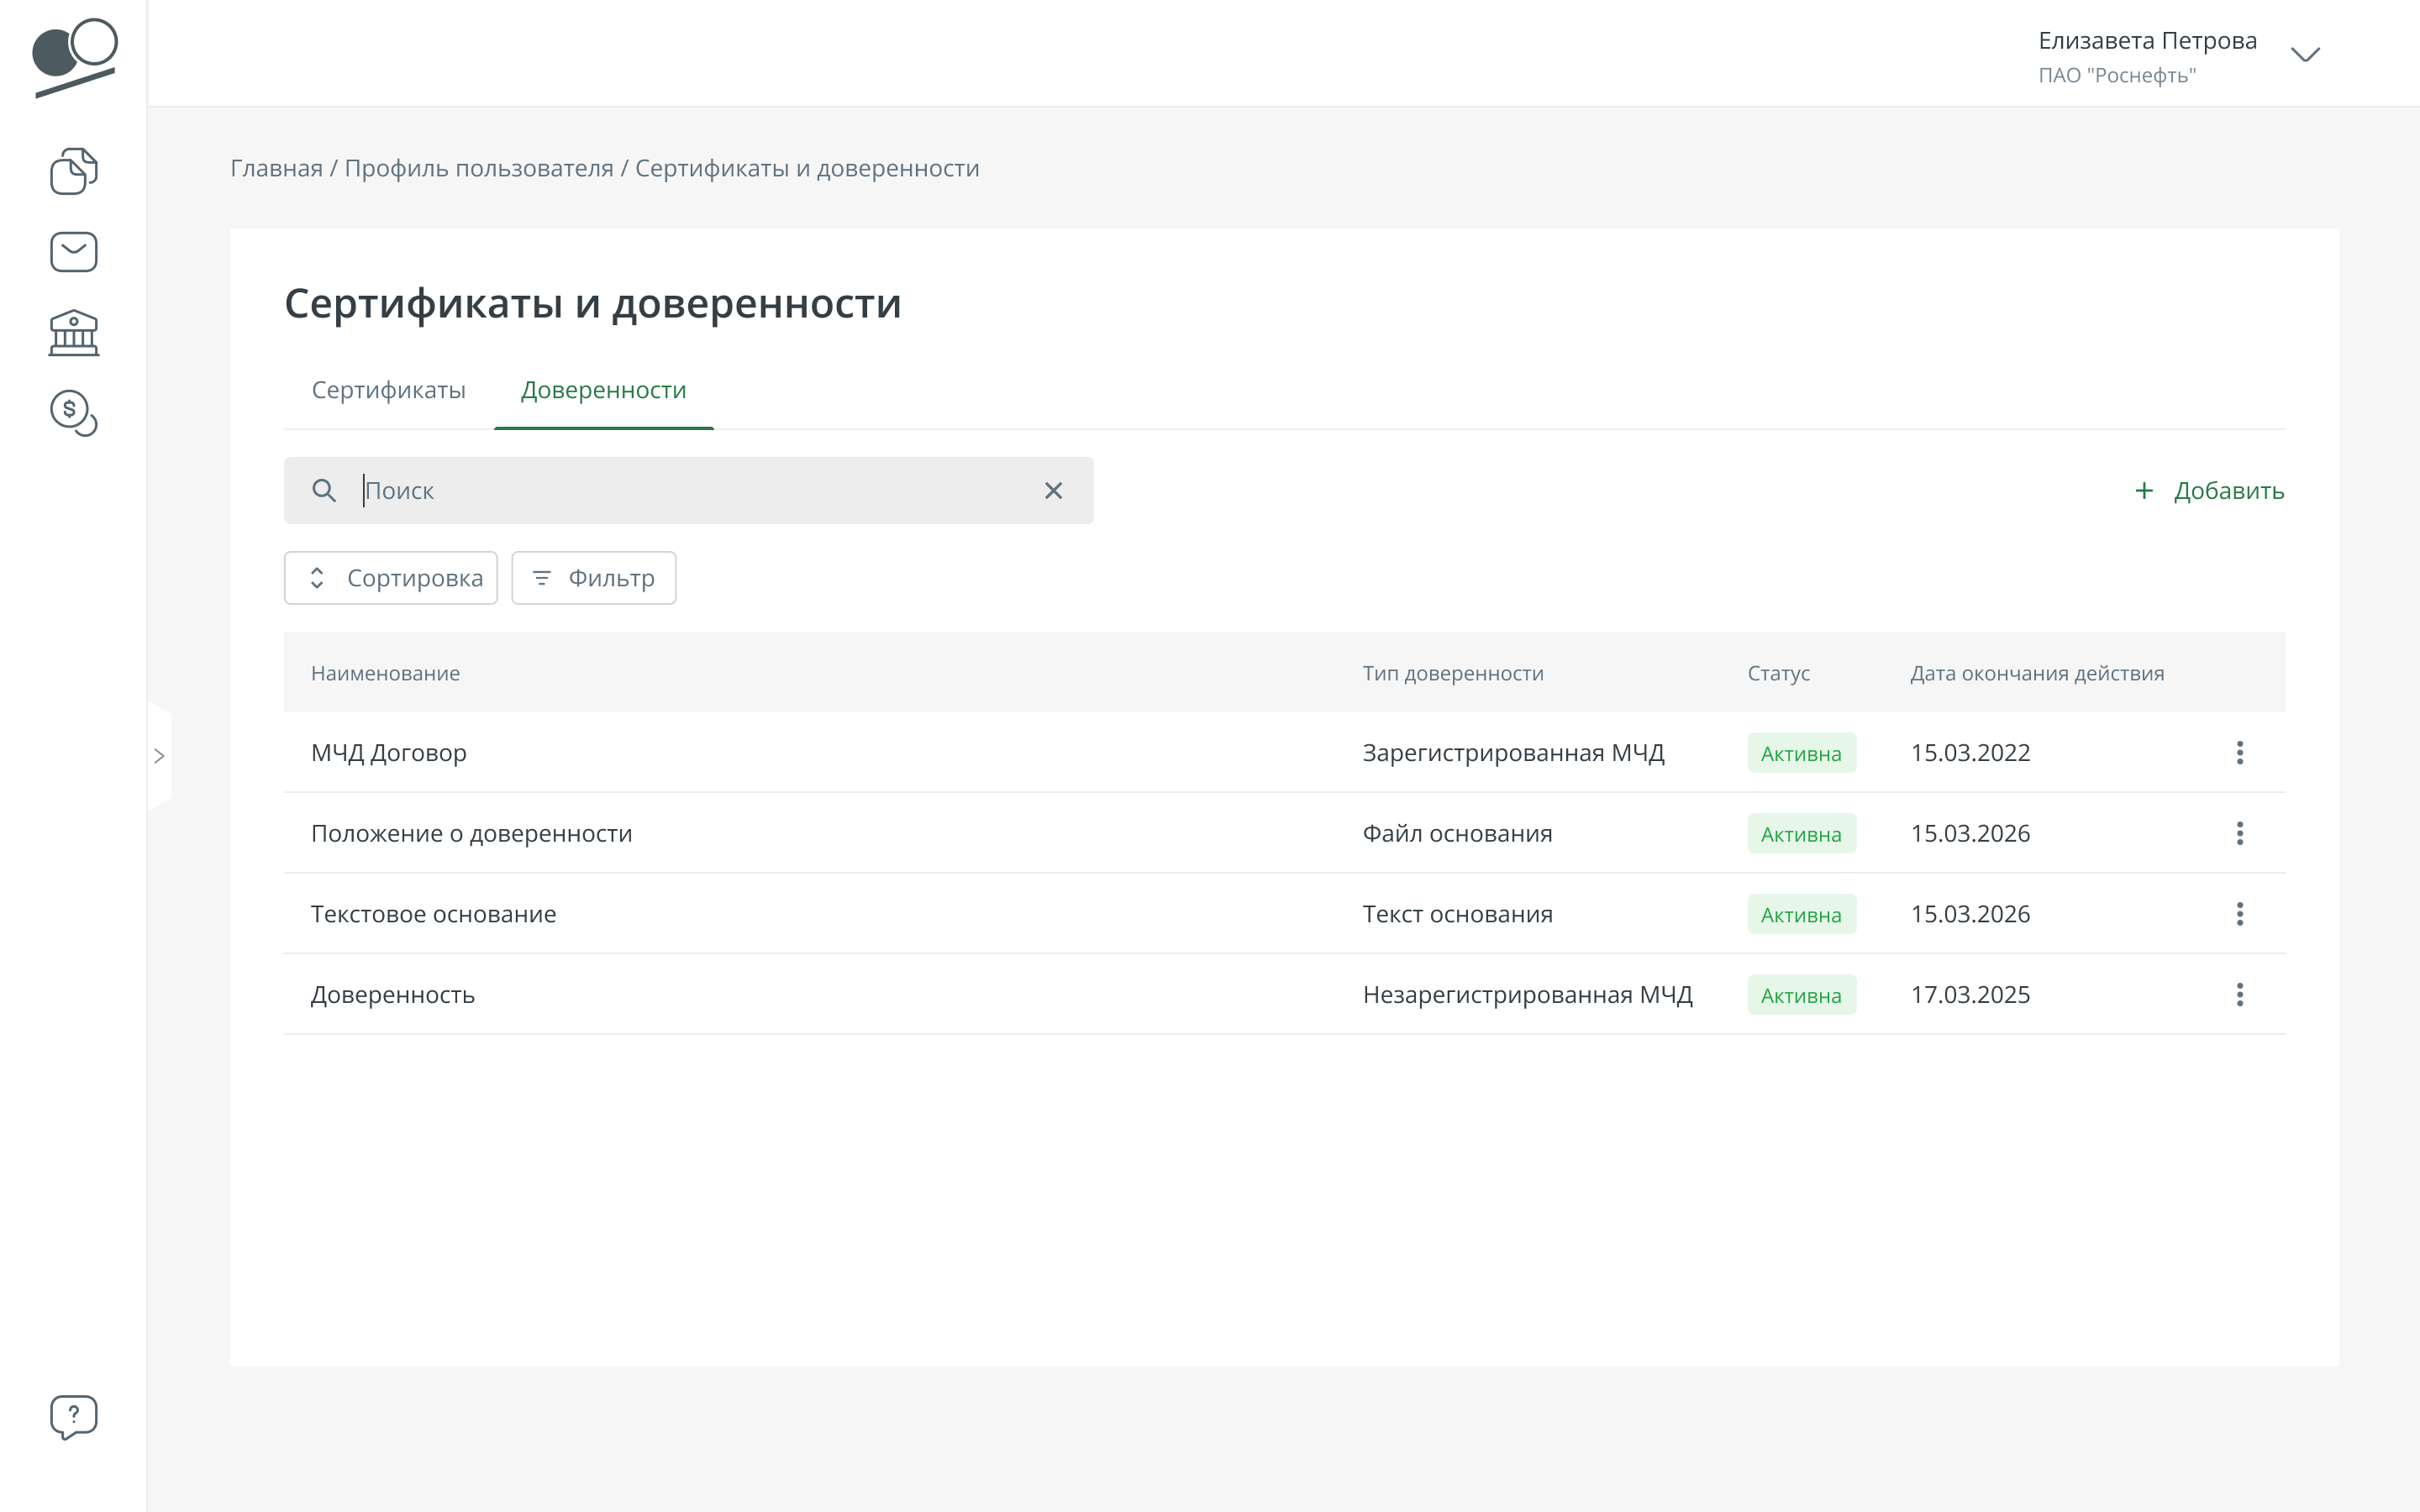 Елизавета Петрова
ПАО "Роснефть"
Главная / Профиль пользователя / Сертификаты и доверенности
Сертификаты и доверенности
Сертификаты Доверенности
Поиск
Добавить
Сортировка Фильтр
Наименование Тип доверенности Статус Дата окончания действия
МЧД Договор Зарегистрированная МЧД Активна 15.03.2022
Положение о доверенности Файл основания Активна 15.03.2026
Текстовое основание Текст основания Активна 15.03.2026
Доверенность Незарегистрированная МЧД Активна 17.03.2025